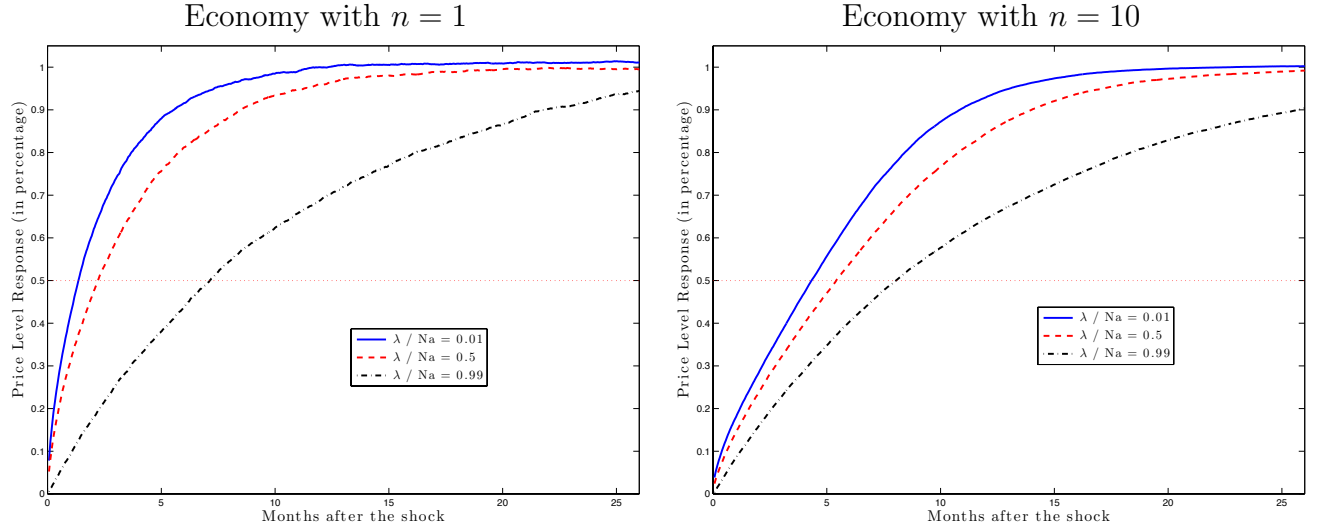 Economy with n = 1
Price Level Response (in percentage)
1
0.9
0.8
0.7
0.6
0.5
0.4
0.3
0.2
0.1
0
λ / Na = 0.01
λ / Na = 0.5
λ / Na = 0.99
0 5 10 15 20 25
Months after the shock
Economy with n = 10
Price Level Response (in percentage)
1
0.9
0.8
0.7
0.6
0.5
0.4
0.3
0.2
0.1
0
λ / Na = 0.01
λ / Na = 0.5
λ / Na = 0.99
0 5 10 15 20 25
Months after the shock